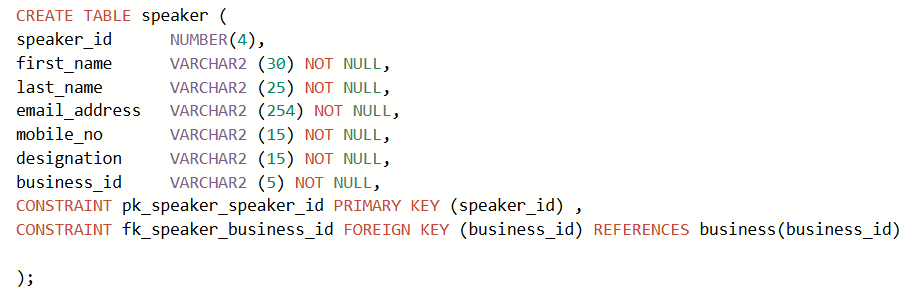 CREATE TABLE speaker (
speaker_id NUMBER(4),
first_name VARCHAR2 (30) NOT NULL,
last_name VARCHAR2 (25) NOT NULL,
email_address VARCHAR2 (254) NOT NULL,
mobile_no VARCHAR2 (15) NOT NULL,
designation VARCHAR2 (15) NOT NULL,
business_id VARCHAR2 (5) NOT NULL,
CONSTRAINT pk_speaker_speaker_id PRIMARY KEY (speaker_id) ,
CONSTRAINT fk_speaker_business_id FOREIGN KEY (business_id) REFERENCES business(business_id)
);